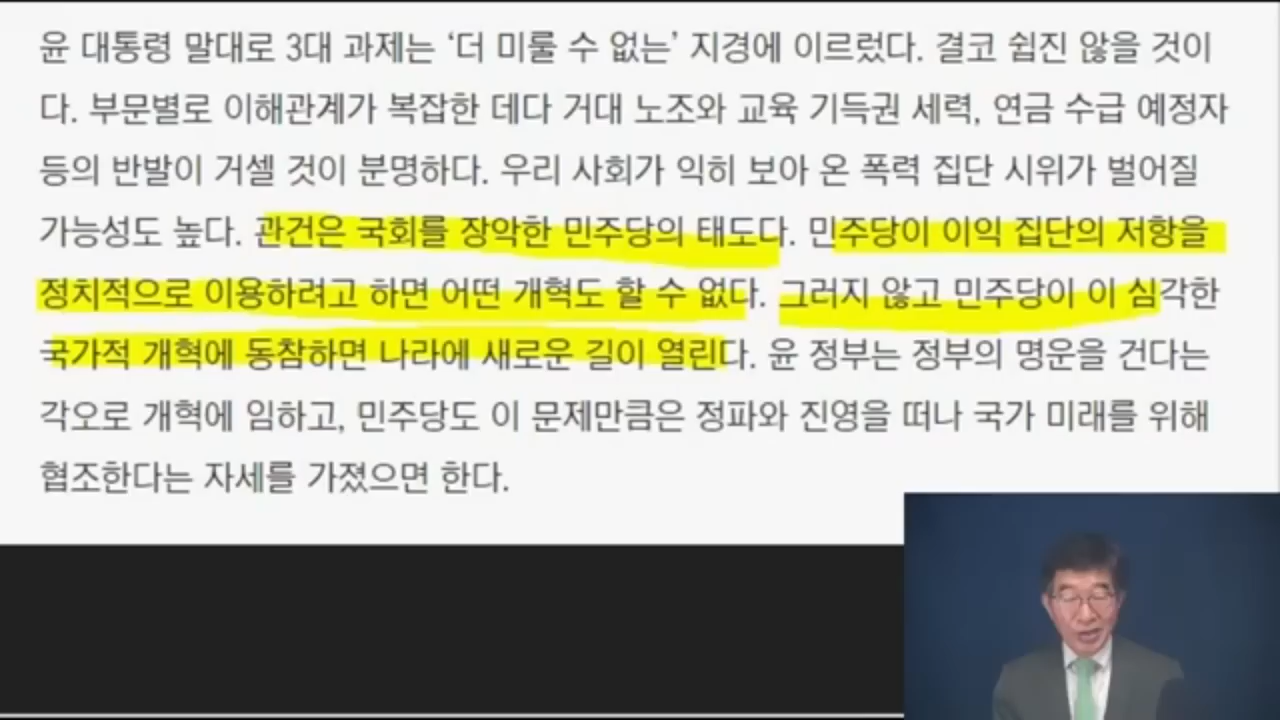 윤 대통령 말대로 3대 과제는 ‘더 미룰 수 없는’ 지경에 이르렀다. 결코 쉽진 않을 것이
다. 부문별로 이해관계가 복잡한 데다 거대 노조와 교육 기득권 세력, 연금 수급 예정자
등의 반발이 거셀 것이 분명하다. 우리 사회가 익히 보아 온 폭력 집단 시위가 벌어질
가능성도 높다. 관건은 국회를 장악한 민주당의 태도다. 민주당이 이익 집단의 저항을
정치적으로 이용하려고 하면 어떤 개혁도 할 수 없다. 그러지 않고 민주당이 이 심각한
국가적 개혁에 동참하면 나라에 새로운 길이 열린다. 윤 정부는 정부의 명운을 건다는
각오로 개혁에 임하고, 민주당도 이 문제만큼은 정파와 진영을 떠나 국가 미래를 위해
협조한다는 자세를 가졌으면 한다.